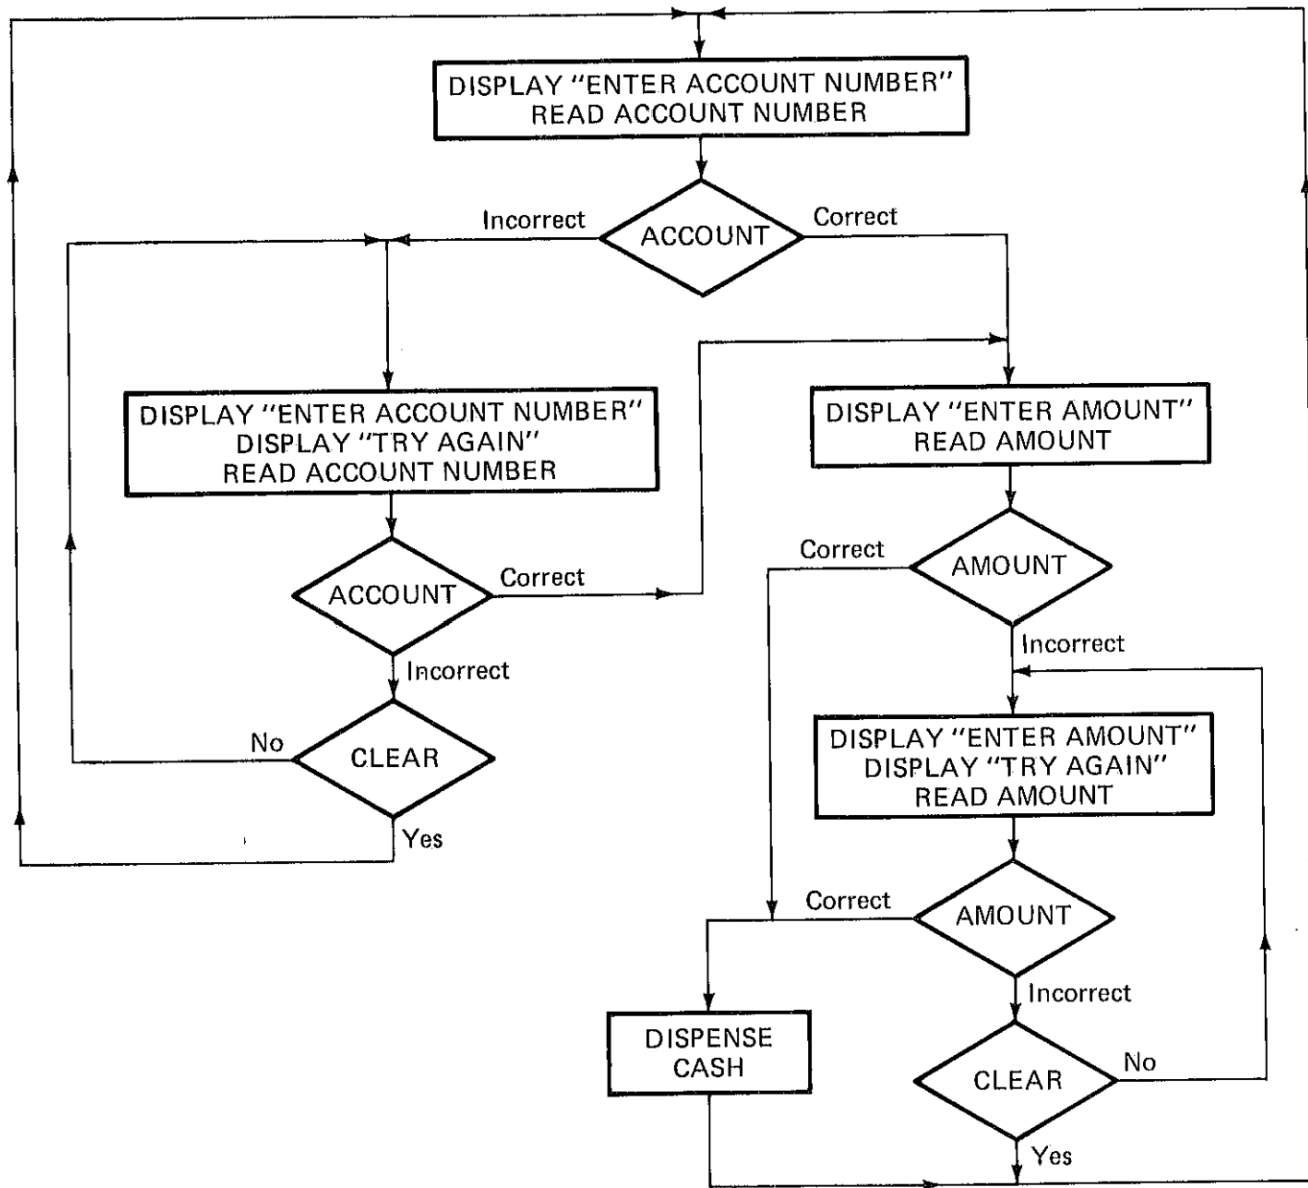 DISPLAY "ENTER ACCOUNT NUMBER"
READ ACCOUNT NUMBER
Incorrect
ACCOUNT
Correct
DISPLAY "ENTER ACCOUNT NUMBER"
DISPLAY "TRY AGAIN"
READ ACCOUNT NUMBER
ACCOUNT
Correct
Incorrect
No
CLEAR
Yes
DISPLAY "ENTER AMOUNT"
READ AMOUNT
Correct
AMOUNT
Incorrect
DISPLAY "ENTER AMOUNT"
DISPLAY "TRY AGAIN"
READ AMOUNT
Correct
AMOUNT
Incorrect
DISPENSE
CASH
CLEAR
No
Yes